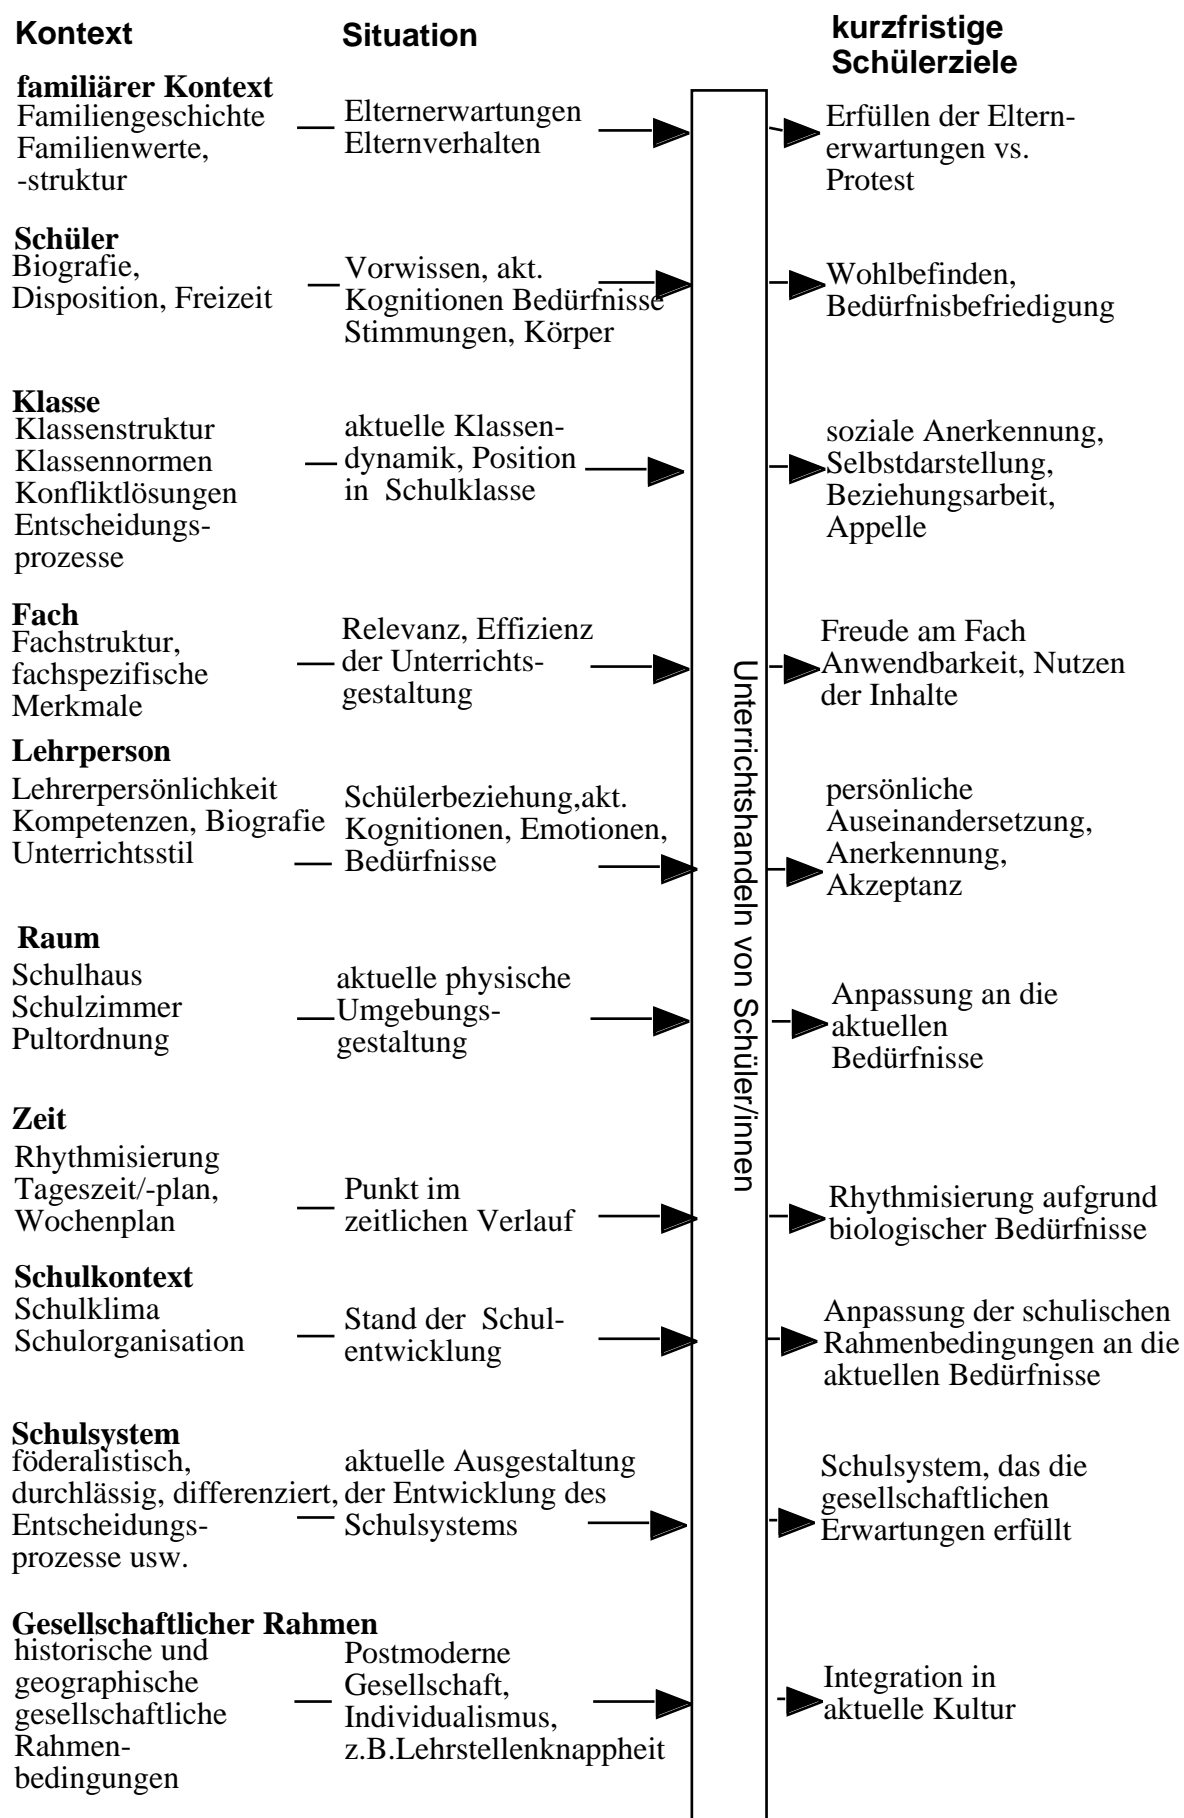 Kontext
Situation
kurzfristige
Schülerziele
familiärer Kontext
Familiengeschichte
Familienwerte,
-struktur
Elternerwartungen
Elternverhalten
Erfüllen der Eltern-
erwartungen vs.
Protest
Schüler
Biografie,
Disposition, Freizeit
Vorwissen, akt.
Kognitionen Bedürfnisse
Stimmungen, Körper
Wohlbefinden,
Bedürfnisbefriedigung
Klasse
Klassenstruktur
Klassennormen
Konfliktlösungen
Entscheidungs-
prozesse
aktuelle Klassen-
dynamik, Position
in Schulklasse
soziale Anerkennung,
Selbstdarstellung,
Beziehungsarbeit,
Appelle
Fach
Fachstruktur,
fachspezifische
Merkmale
Relevanz, Effizienz
der Unterrichts-
gestaltung
Freude am Fach
Anwendbarkeit, Nutzen
der Inhalte
Unterrichtshandeln von Schüler/innen
Lehrperson
Lehrerpersönlichkeit
Kompetenzen, Biografie
Unterrichtsstil
Schülerbeziehung,akt.
Kognitionen, Emotionen,
Bedürfnisse
persönliche
Auseinandersetzung,
Anerkennung,
Akzeptanz
Raum
Schulhaus
Schulzimmer
Pultordnung
aktuelle physische
Umgebungs-
gestaltung
Anpassung an die
aktuellen
Bedürfnisse
Zeit
Rhythmisierung
Tageszeit/-plan,
Wochenplan
Punkt im
zeitlichen Verlauf
Rhythmisierung aufgrund
biologischer Bedürfnisse
Schulkontext
Schulklima
Schulorganisation
Stand der Schul-
entwicklung
Anpassung der schulischen
Rahmenbedingungen an die
aktuellen Bedürfnisse
Schulsystem
föderalistisch,
durchlässig, differenziert,
Entscheidungs-
prozesse usw.
aktuelle Ausgestaltung
der Entwicklung des
Schulsystems
Schulsystem, das die
gesellschaftlichen
Erwartungen erfüllt
Gesellschaftlicher Rahmen
historische und
geographische
gesellschaftliche
Rahmen-
bedingungen
Postmoderne
Gesellschaft,
Individualismus,
z.B.Lehrstellenknappheit
Integration in
aktuelle Kultur